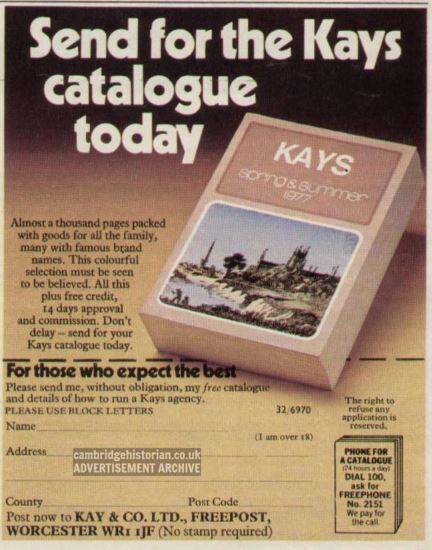 Send for the Kays
catalogue
today
KAYS
spring & summer
1977
Almost a thousand pages packed
with goods for all the family,
many with famous brand
names. This colourful
selection must be seen
to be believed. All this
plus free credit,
14 days approval
and commission. Don't
delay – send for your
Kays catalogue today.
For those who expect the best
Please send me, without obligation, my free catalogue
and details of how to run a Kays agency.
PLEASE USE BLOCK LETTERS 32/6970
Name
(I am over 18)
Address
cambridgehistorian.co.uk
ADVERTISEMENT ARCHIVE
County Post Code
Post now to KAY & CO. LTD., FREEPOST,
WORCESTER WR1 1JF (No stamp required)
The right to
refuse any
application is
reserved.
PHONE FOR
A CATALOGUE
(24 hours a day)
DIAL 100,
ask for
FREEPHONE
No. 2151
We pay for
the call.